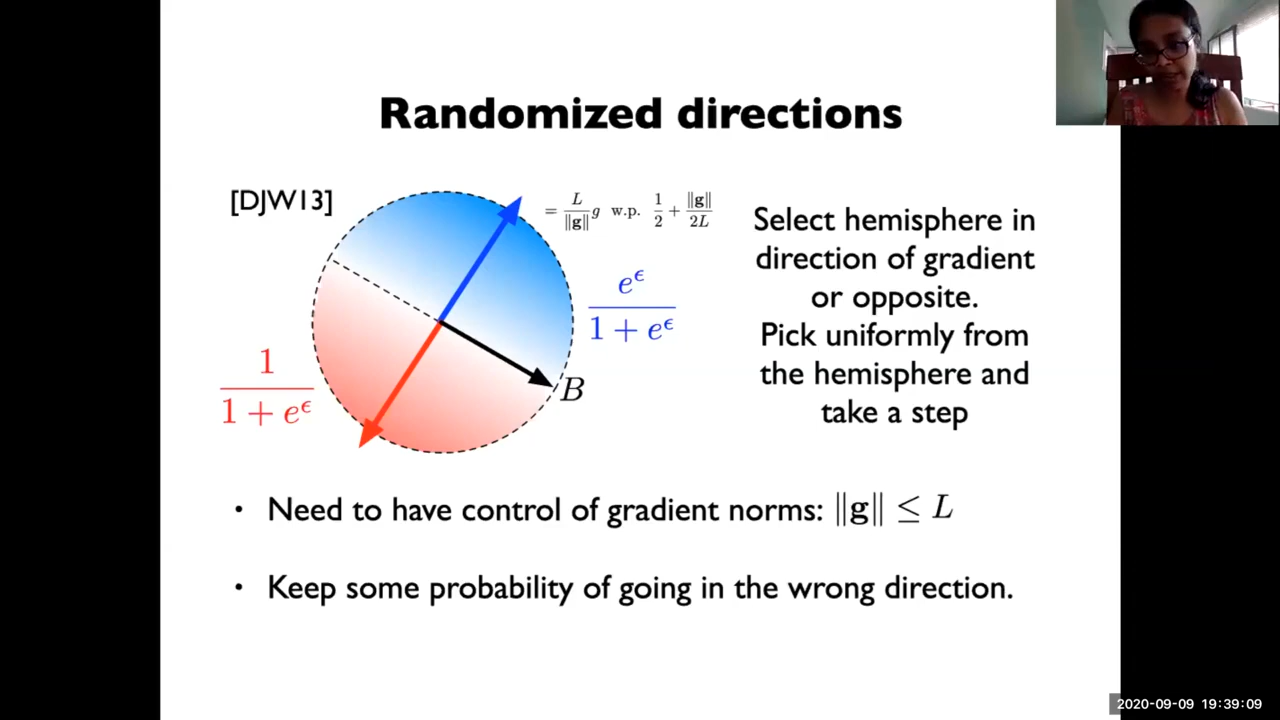 Randomized directions
[DJW13]
= L/‖g‖ g w.p. 1/2 + ‖g‖/2L
e^ϵ / 1 + e^ϵ
1 / 1 + e^ϵ
B
Select hemisphere in
direction of gradient
or opposite.
Pick uniformly from
the hemisphere and
take a step
• Need to have control of gradient norms: ‖g‖ ≤ L
• Keep some probability of going in the wrong direction.
2020-09-09 19:39:09